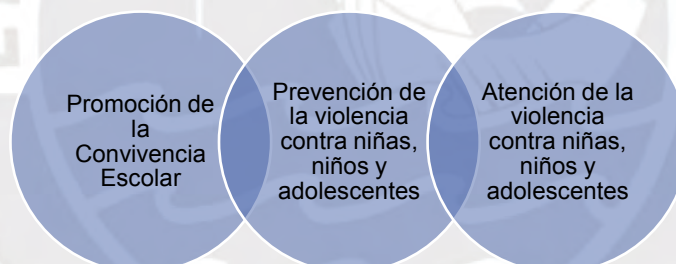 Promoción de
la
Convivencia
Escolar
Prevención de
la violencia
contra niñas,
niños y
adolescentes
Atención de la
violencia
contra niñas,
niños y
adolescentes